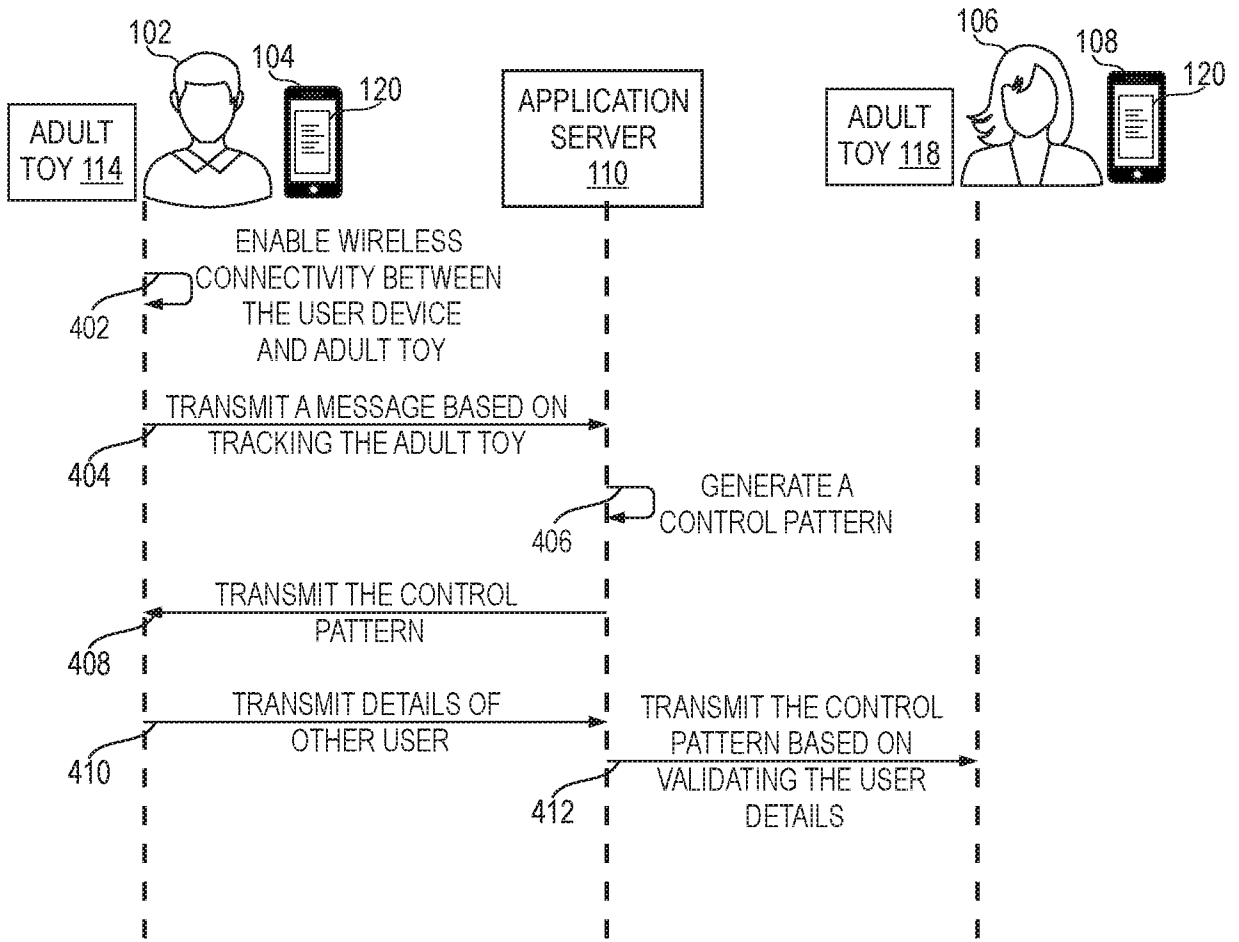 102
104
120
ADULT
TOY 114
APPLICATION
SERVER
110
106
108
120
ADULT
TOY 118
ENABLE WIRELESS
CONNECTIVITY BETWEEN
THE USER DEVICE
AND ADULT TOY
402
TRANSMIT A MESSAGE BASED ON
TRACKING THE ADULT TOY
404
GENERATE A
CONTROL PATTERN
406
TRANSMIT THE CONTROL
PATTERN
408
TRANSMIT DETAILS OF
OTHER USER
410
TRANSMIT THE CONTROL
PATTERN BASED ON
VALIDATING THE USER
DETAILS
412